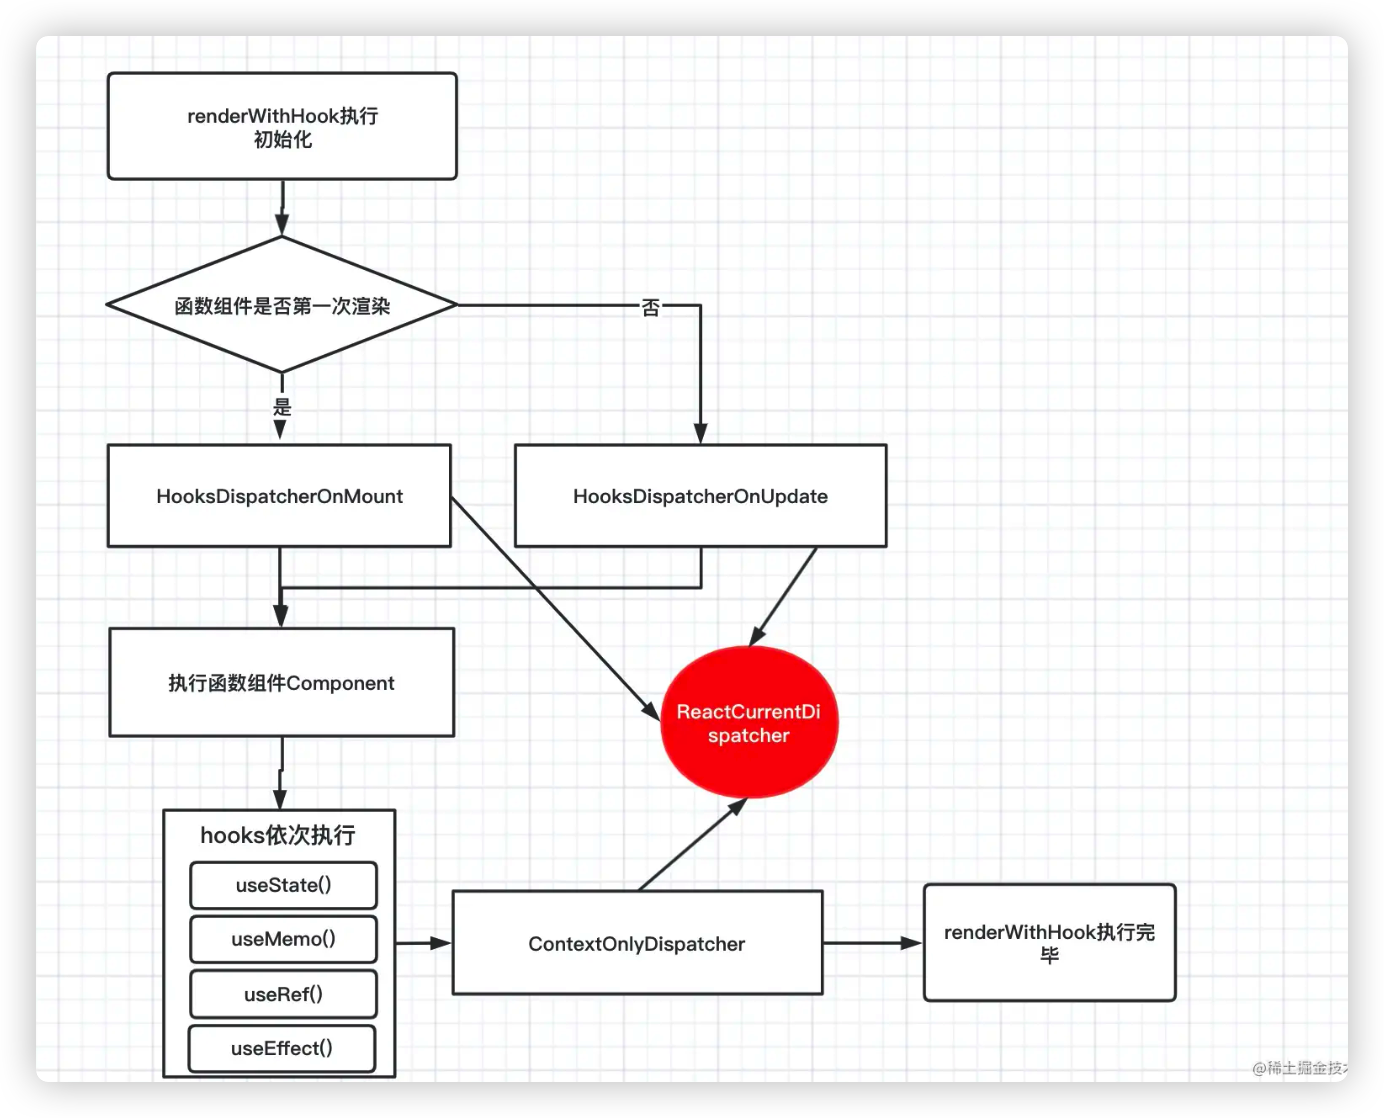 renderWithHook执行
初始化
函数组件是否第一次渲染
否
是
HooksDispatcherOnMount
HooksDispatcherOnUpdate
执行函数组件Component
ReactCurrentDi
spatcher
hooks依次执行
useState()
useMemo()
useRef()
useEffect()
ContextOnlyDispatcher
renderWithHook执行完
毕
@稀土掘金技